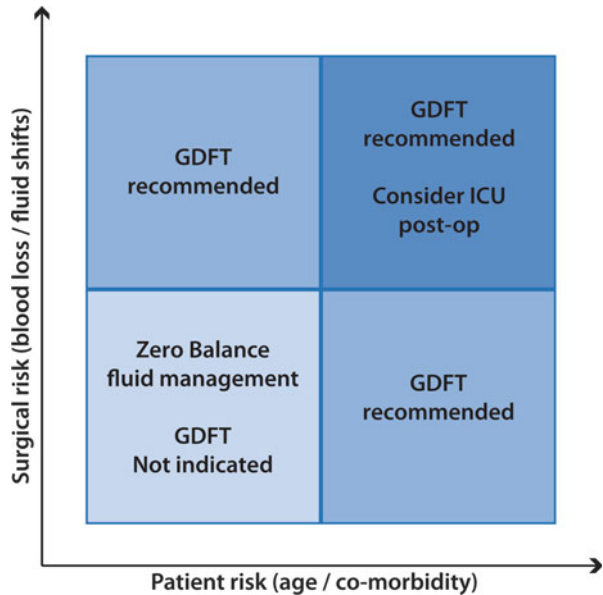 Surgical risk (blood loss / fluid shifts)
GDFT
recommended
GDFT
recommended
Consider ICU
post-op
Zero Balance
fluid management
GDFT
Not indicated
GDFT
recommended
Patient risk (age / co-morbidity)